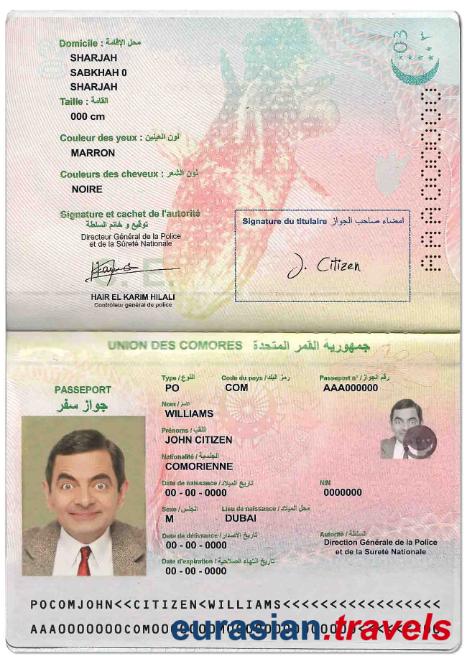 Domicile : محل الإقامة :
SHARJAH
SABKHAH 0
SHARJAH
Taille : القامة :
000 cm
Couleur des yeux : لون العينين :
MARRON
Couleurs des cheveux : لون الشعر :
NOIRE
Signature et cachet de l'autorité
توقيع و خاتم السلطة
Directeur Général de la Police
et de la Sûreté Nationale
HAIR EL KARIM HILALI
Contrôleur général de police
Signature du titulaire امضاء صاحب الجواز
J. Citizen
03
UNION DES COMORES جمهورية القمر المتحدة
PASSEPORT
جواز سفر
Type / النوع Code du pays / رمز البلد Passeport n° / رقم الجواز
PO COM AAA000000
Nom / اسم
WILLIAMS
Prénoms / اللقب
JOHN CITIZEN
Nationalité / الجنسية
COMORIENNE
Date de naissance / تاريخ الميلاد NIN
00 - 00 - 0000 0000000
Sexe / الجنس Lieu de naissance / محل الميلاد
M DUBAI
Date de délivrance / تاريخ الاصدار Autorité / السلطة
00 - 00 - 0000 Direction Générale de la Police
et de la Sureté Nationale
Date d'expiration / تاريخ انتهاء الصلاحية
00 - 00 - 0000
POCOMJOHN<<CITIZEN<WILLIAMS<<<<<<<<<<<<<<<<<
eurasian.travels